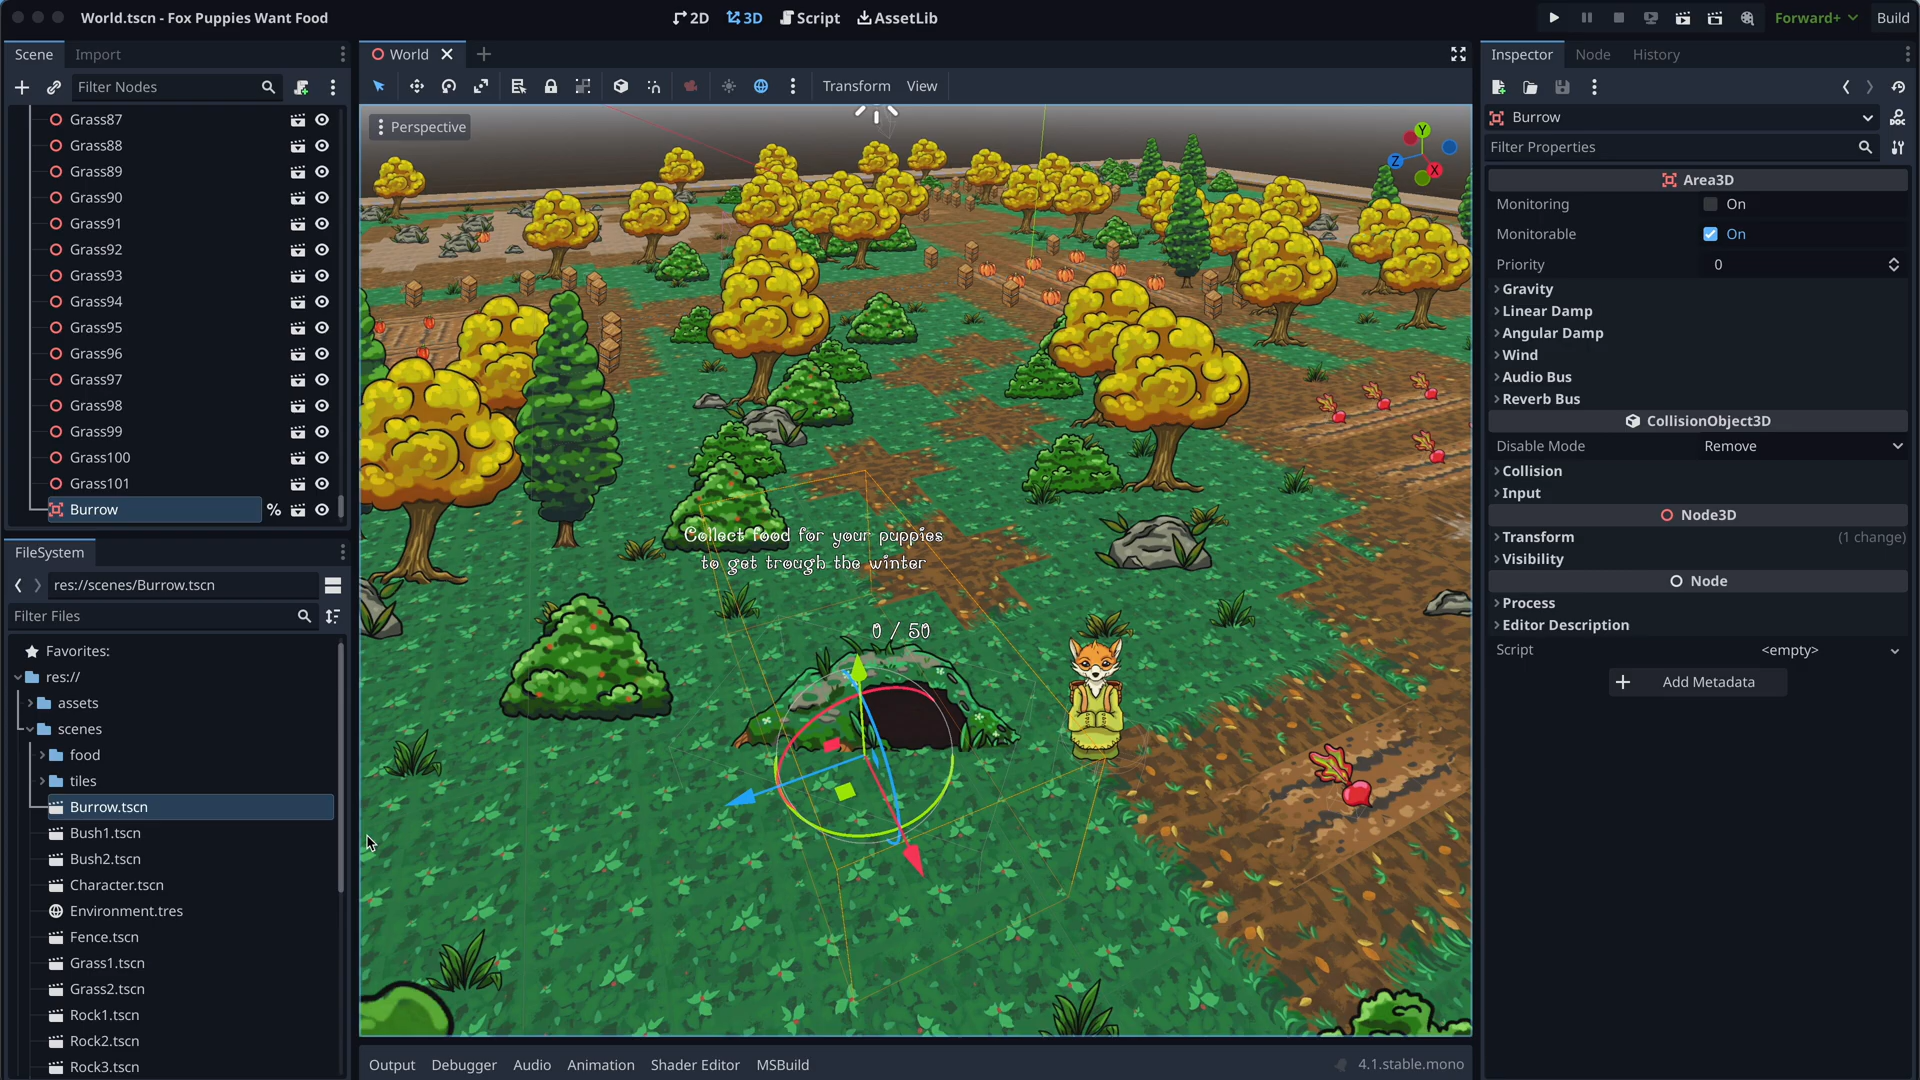 World.tscn - Fox Puppies Want Food
2D
3D
Script
AssetLib
Forward+
Build
Scene
Import
World
Inspector
Node
History
Filter Nodes
Transform
View
Grass87
Grass88
Grass89
Grass90
Grass91
Grass92
Grass93
Grass94
Grass95
Grass96
Grass97
Grass98
Grass99
Grass100
Grass101
Burrow
%
FileSystem
res://scenes/Burrow.tscn
Filter Files
Favorites:
res://
assets
scenes
food
tiles
Burrow.tscn
Bush1.tscn
Bush2.tscn
Character.tscn
Environment.tres
Fence.tscn
Grass1.tscn
Grass2.tscn
Rock1.tscn
Rock2.tscn
Rock3.tscn
Perspective
Y
Z
X
Collect food for your puppies
to get trough the winter
0 / 50
Output
Debugger
Audio
Animation
Shader Editor
MSBuild
4.1.stable.mono
Burrow
DOC
Filter Properties
Area3D
Monitoring
On
Monitorable
On
Priority
0
Gravity
Linear Damp
Angular Damp
Wind
Audio Bus
Reverb Bus
CollisionObject3D
Disable Mode
Remove
Collision
Input
Node3D
Transform
(1 change)
Visibility
Node
Process
Editor Description
Script
<empty>
Add Metadata